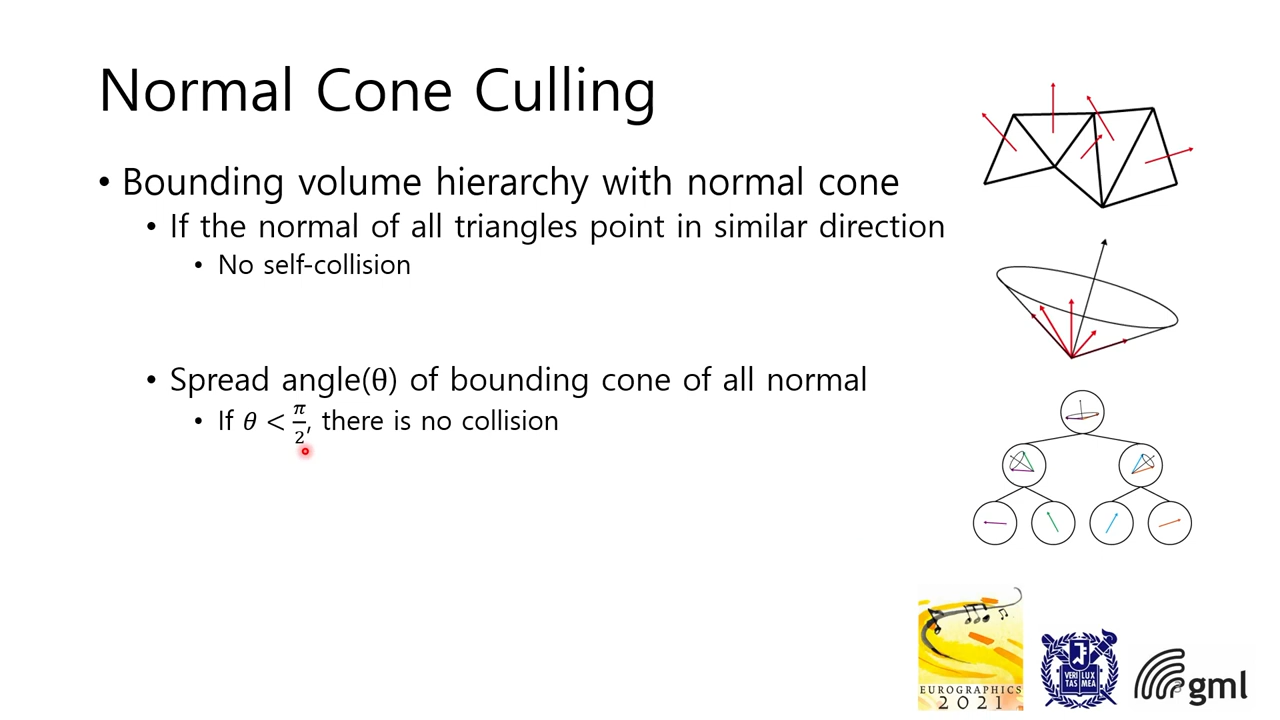 Normal Cone Culling
• Bounding volume hierarchy with normal cone
• If the normal of all triangles point in similar direction
• No self-collision
• Spread angle(θ) of bounding cone of all normal
• If θ < π/2, there is no collision
EUROGRAPHICS
2021
VERI LUX
TAS MEA
gml